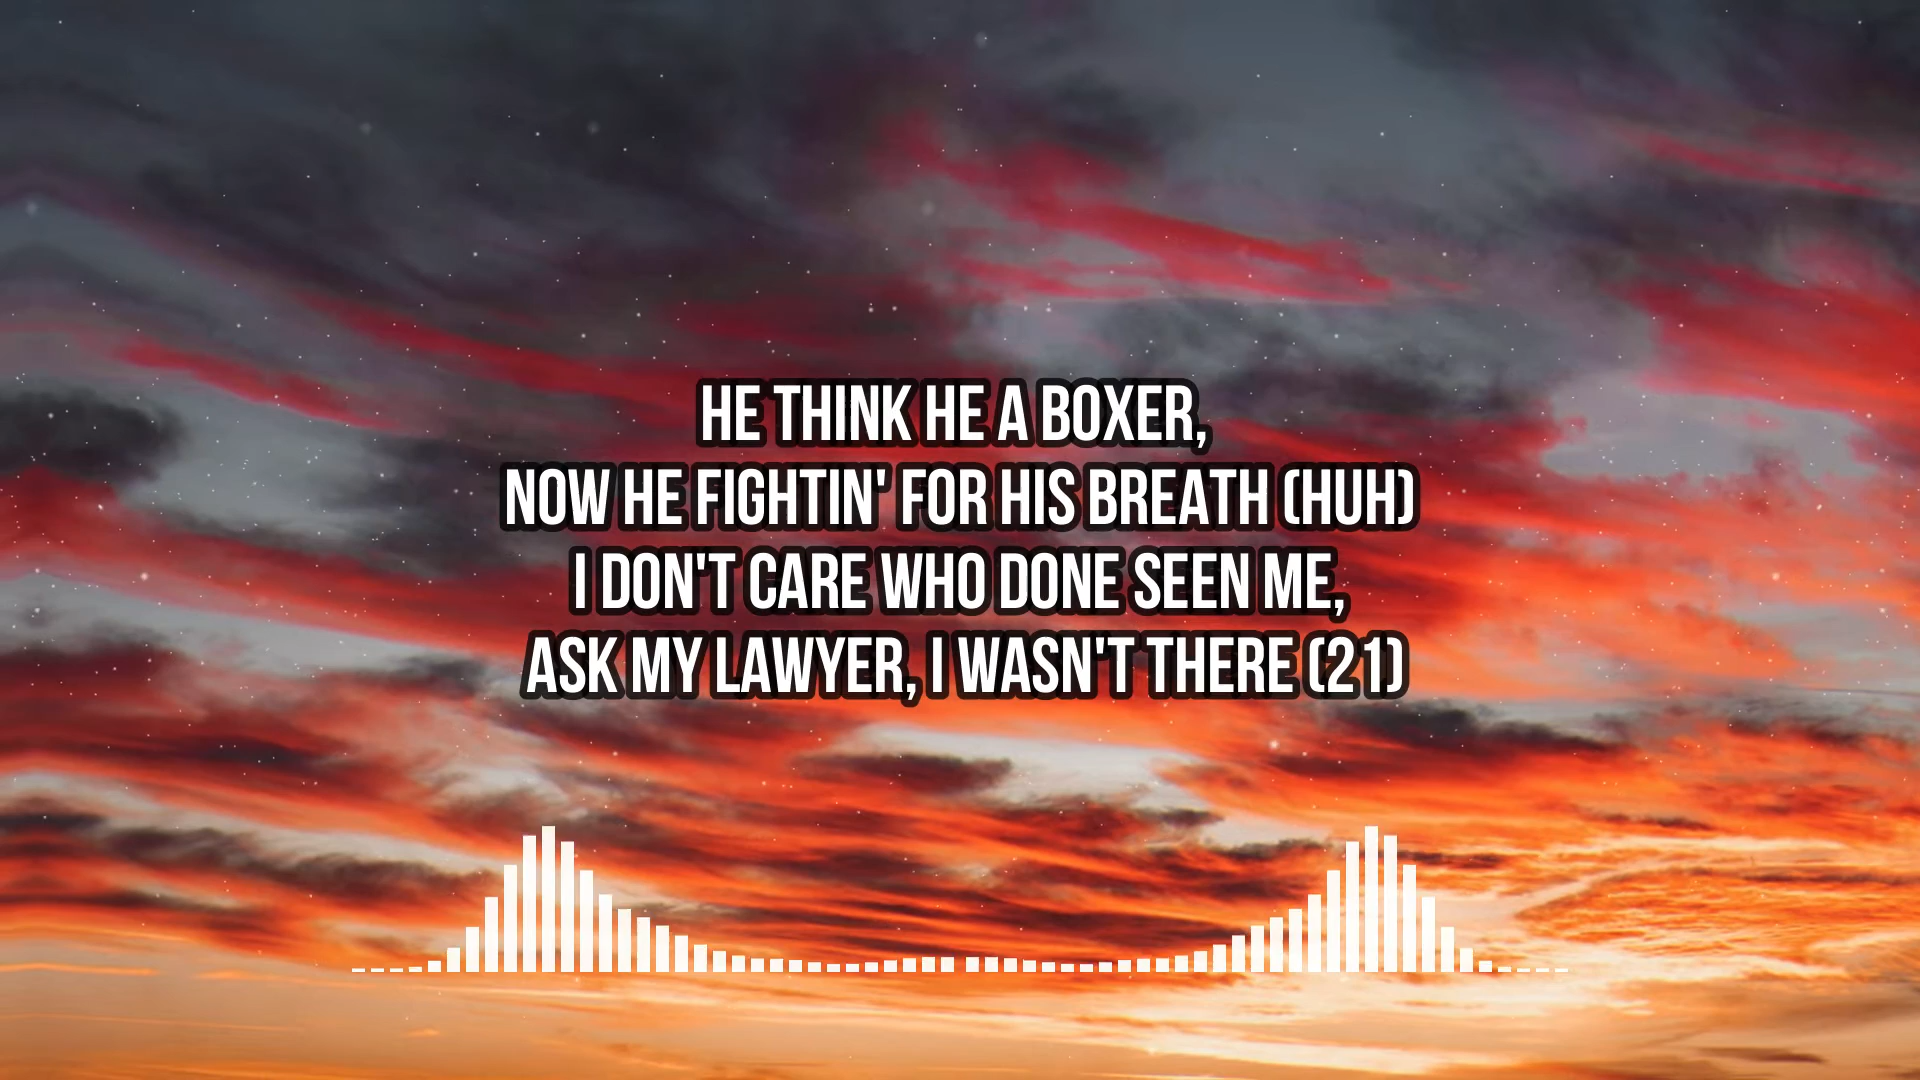 HE THINK HE A BOXER,
NOW HE FIGHTIN' FOR HIS BREATH (HUH)
I DON'T CARE WHO DONE SEEN ME,
ASK MY LAWYER, I WASN'T THERE (21)